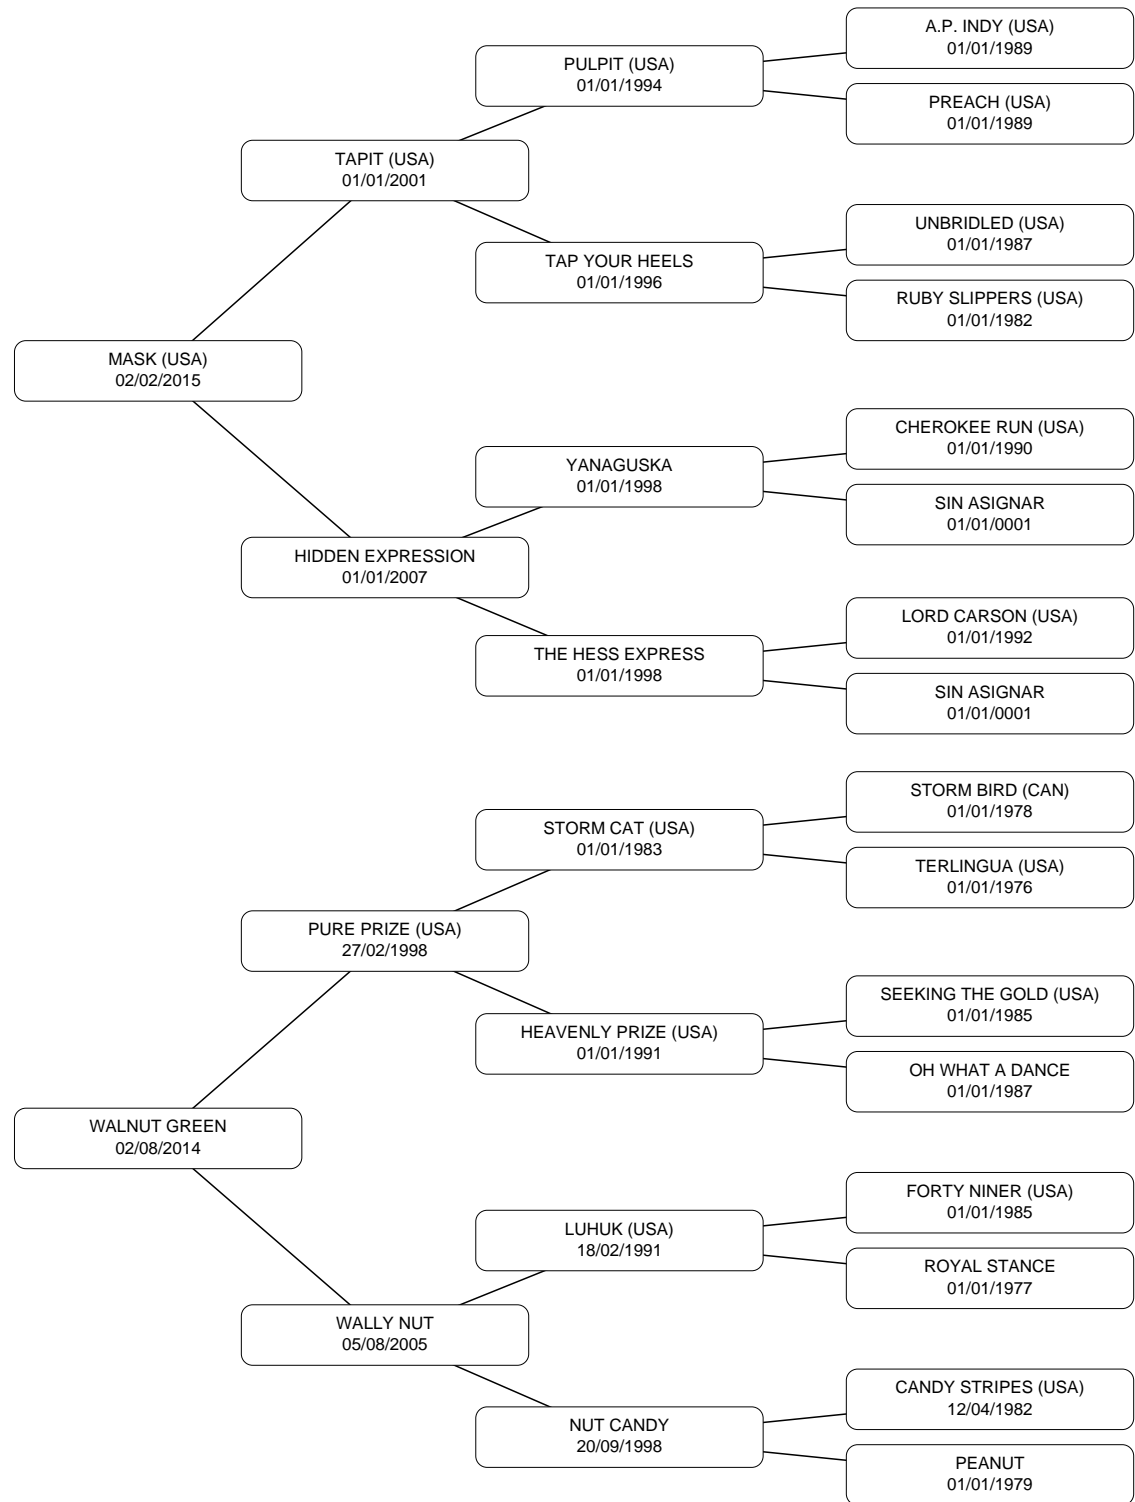 A.P. INDY (USA)
01/01/1989
PULPIT (USA)
01/01/1994
PREACH (USA)
01/01/1989
TAPIT (USA)
01/01/2001
UNBRIDLED (USA)
01/01/1987
TAP YOUR HEELS
01/01/1996
RUBY SLIPPERS (USA)
01/01/1982
MASK (USA)
02/02/2015
CHEROKEE RUN (USA)
01/01/1990
YANAGUSKA
01/01/1998
SIN ASIGNAR
01/01/0001
HIDDEN EXPRESSION
01/01/2007
LORD CARSON (USA)
01/01/1992
THE HESS EXPRESS
01/01/1998
SIN ASIGNAR
01/01/0001
STORM BIRD (CAN)
01/01/1978
STORM CAT (USA)
01/01/1983
TERLINGUA (USA)
01/01/1976
PURE PRIZE (USA)
27/02/1998
SEEKING THE GOLD (USA)
01/01/1985
HEAVENLY PRIZE (USA)
01/01/1991
OH WHAT A DANCE
01/01/1987
WALNUT GREEN
02/08/2014
FORTY NINER (USA)
01/01/1985
LUHUK (USA)
18/02/1991
ROYAL STANCE
01/01/1977
WALLY NUT
05/08/2005
CANDY STRIPES (USA)
12/04/1982
NUT CANDY
20/09/1998
PEANUT
01/01/1979